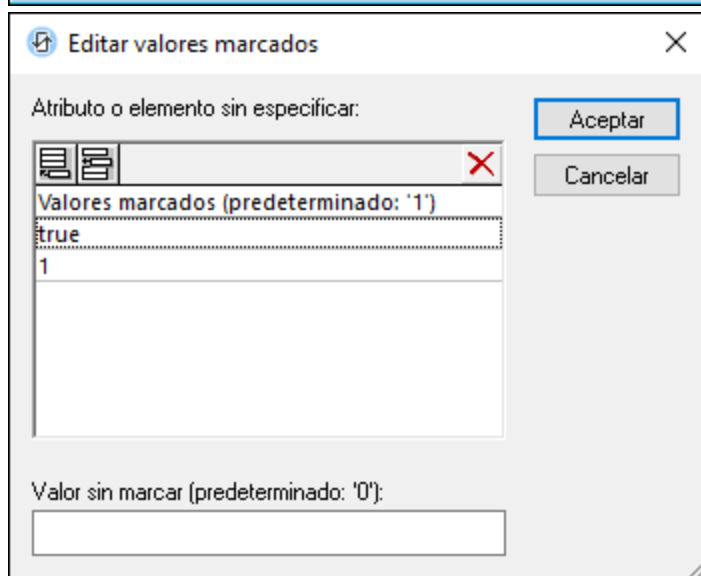 Editar valores marcados
Atributo o elemento sin especificar:
Aceptar
Cancelar
Valores marcados (predeterminado: '1')
true
1
Valor sin marcar (predeterminado: '0'):